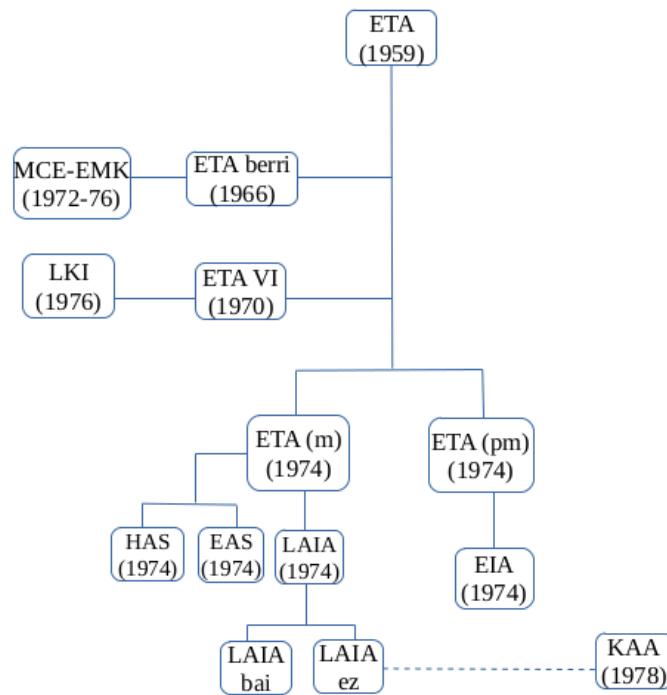 ETA
(1959)
MCE-EMK
(1972-76)
ETA berri
(1966)
LKI
(1976)
ETA VI
(1970)
ETA (m)
(1974)
ETA (pm)
(1974)
HAS
(1974)
EAS
(1974)
LAIA
(1974)
EIA
(1974)
LAIA
bai
LAIA
ez
KAA
(1978)